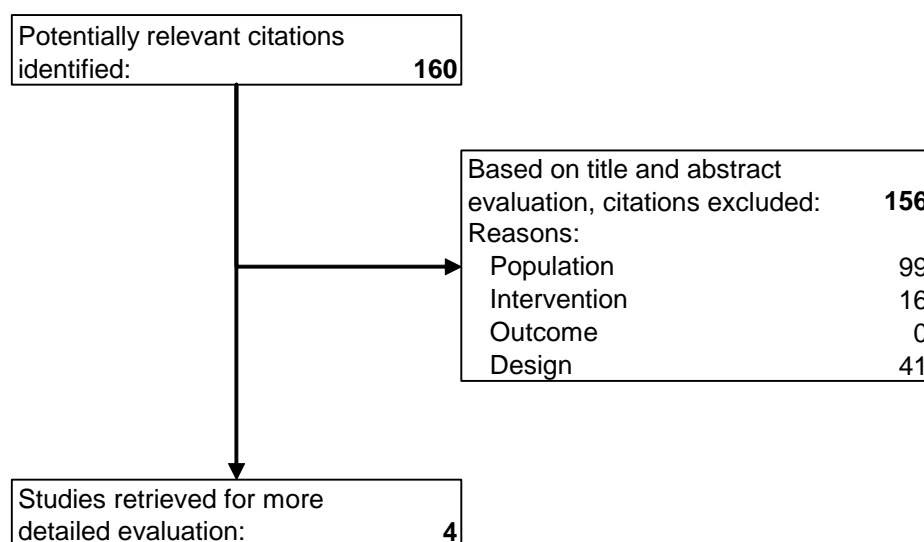 Potentially relevant citations
identified: 160
Based on title and abstract
evaluation, citations excluded: 156
Reasons:
Population 99
Intervention 16
Outcome 0
Design 41
Studies retrieved for more
detailed evaluation: 4